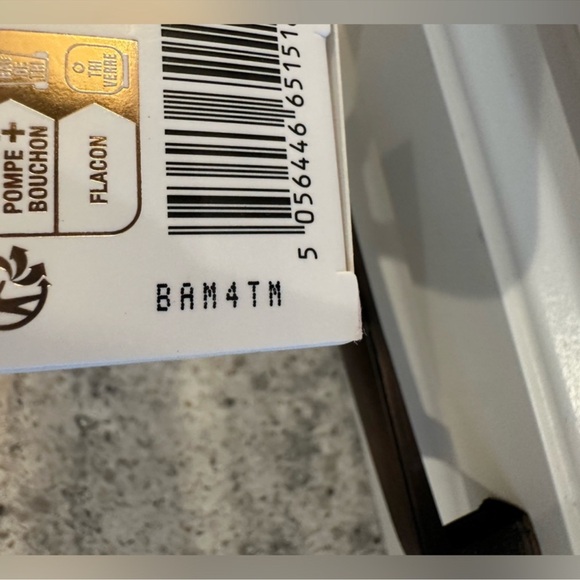 TRI
VERRE
POMPE +
BOUCHON
FLACON
5 056446 65151
BAM4TM